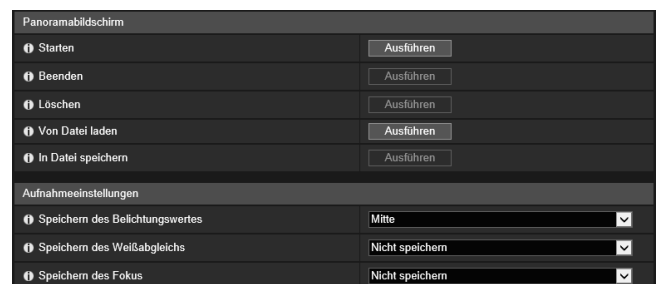 Panoramabildschirm
Starten Ausführen
Beenden Ausführen
Löschen Ausführen
Von Datei laden Ausführen
In Datei speichern Ausführen
Aufnahmeeinstellungen
Speichern des Belichtungswertes Mitte
Speichern des Weißabgleichs Nicht speichern
Speichern des Fokus Nicht speichern